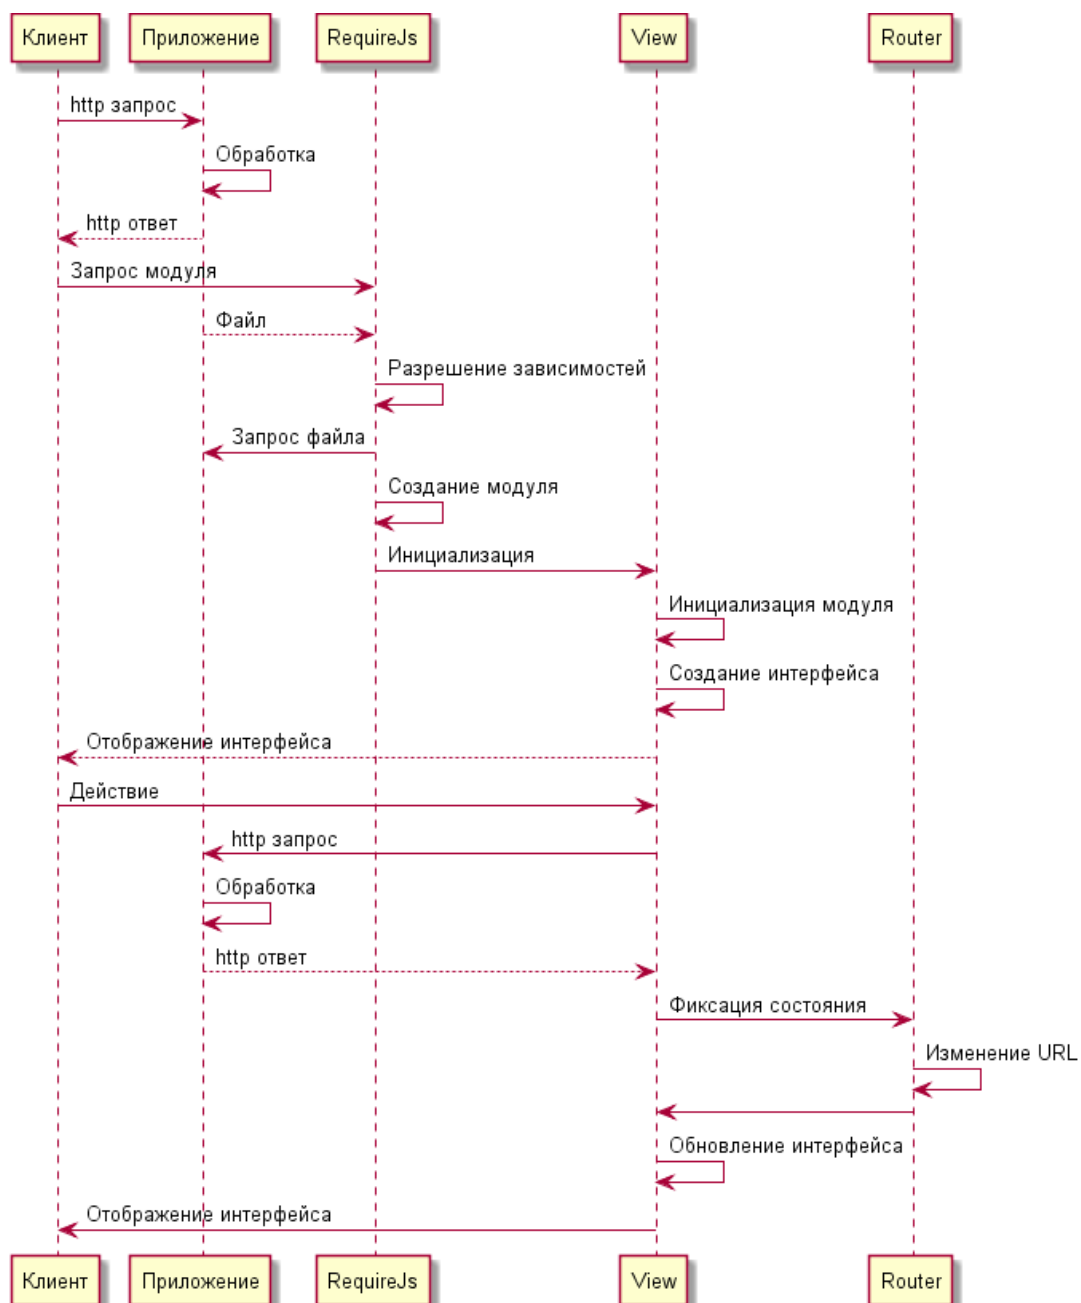 Клиент
Приложение
RequireJs
View
Router
http запрос
Обработка
http ответ
Запрос модуля
Файл
Разрешение зависимостей
Запрос файла
Создание модуля
Инициализация
Инициализация модуля
Создание интерфейса
Отображение интерфейса
Действие
http запрос
Обработка
http ответ
Фиксация состояния
Изменение URL
Обновление интерфейса
Отображение интерфейса
Клиент
Приложение
RequireJs
View
Router